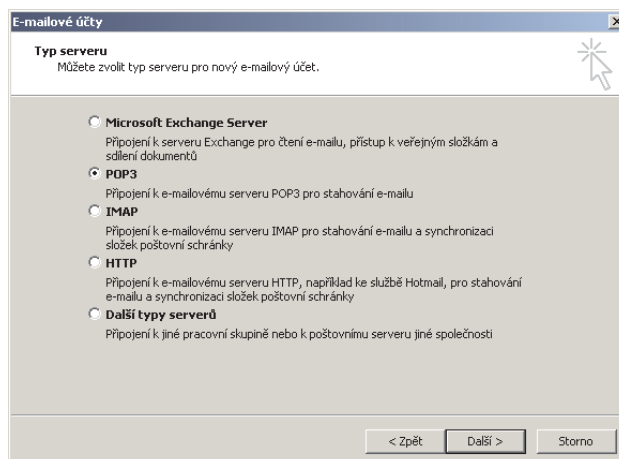 E-mailové účty
Typ serveru
Můžete zvolit typ serveru pro nový e-mailový účet.
Microsoft Exchange Server
Připojení k serveru Exchange pro čtení e-mailu, přístup k veřejným složkám a
sdílení dokumentů
POP3
Připojení k e-mailovému serveru POP3 pro stahování e-mailu
IMAP
Připojení k e-mailovému serveru IMAP pro stahování e-mailu a synchronizaci
složek poštovní schránky
HTTP
Připojení k e-mailovému serveru HTTP, například ke službě Hotmail, pro stahování
e-mailu a synchronizaci složek poštovní schránky
Další typy serverů
Připojení k jiné pracovní skupině nebo k poštovnímu serveru jiné společnosti
< Zpět
Další >
Storno